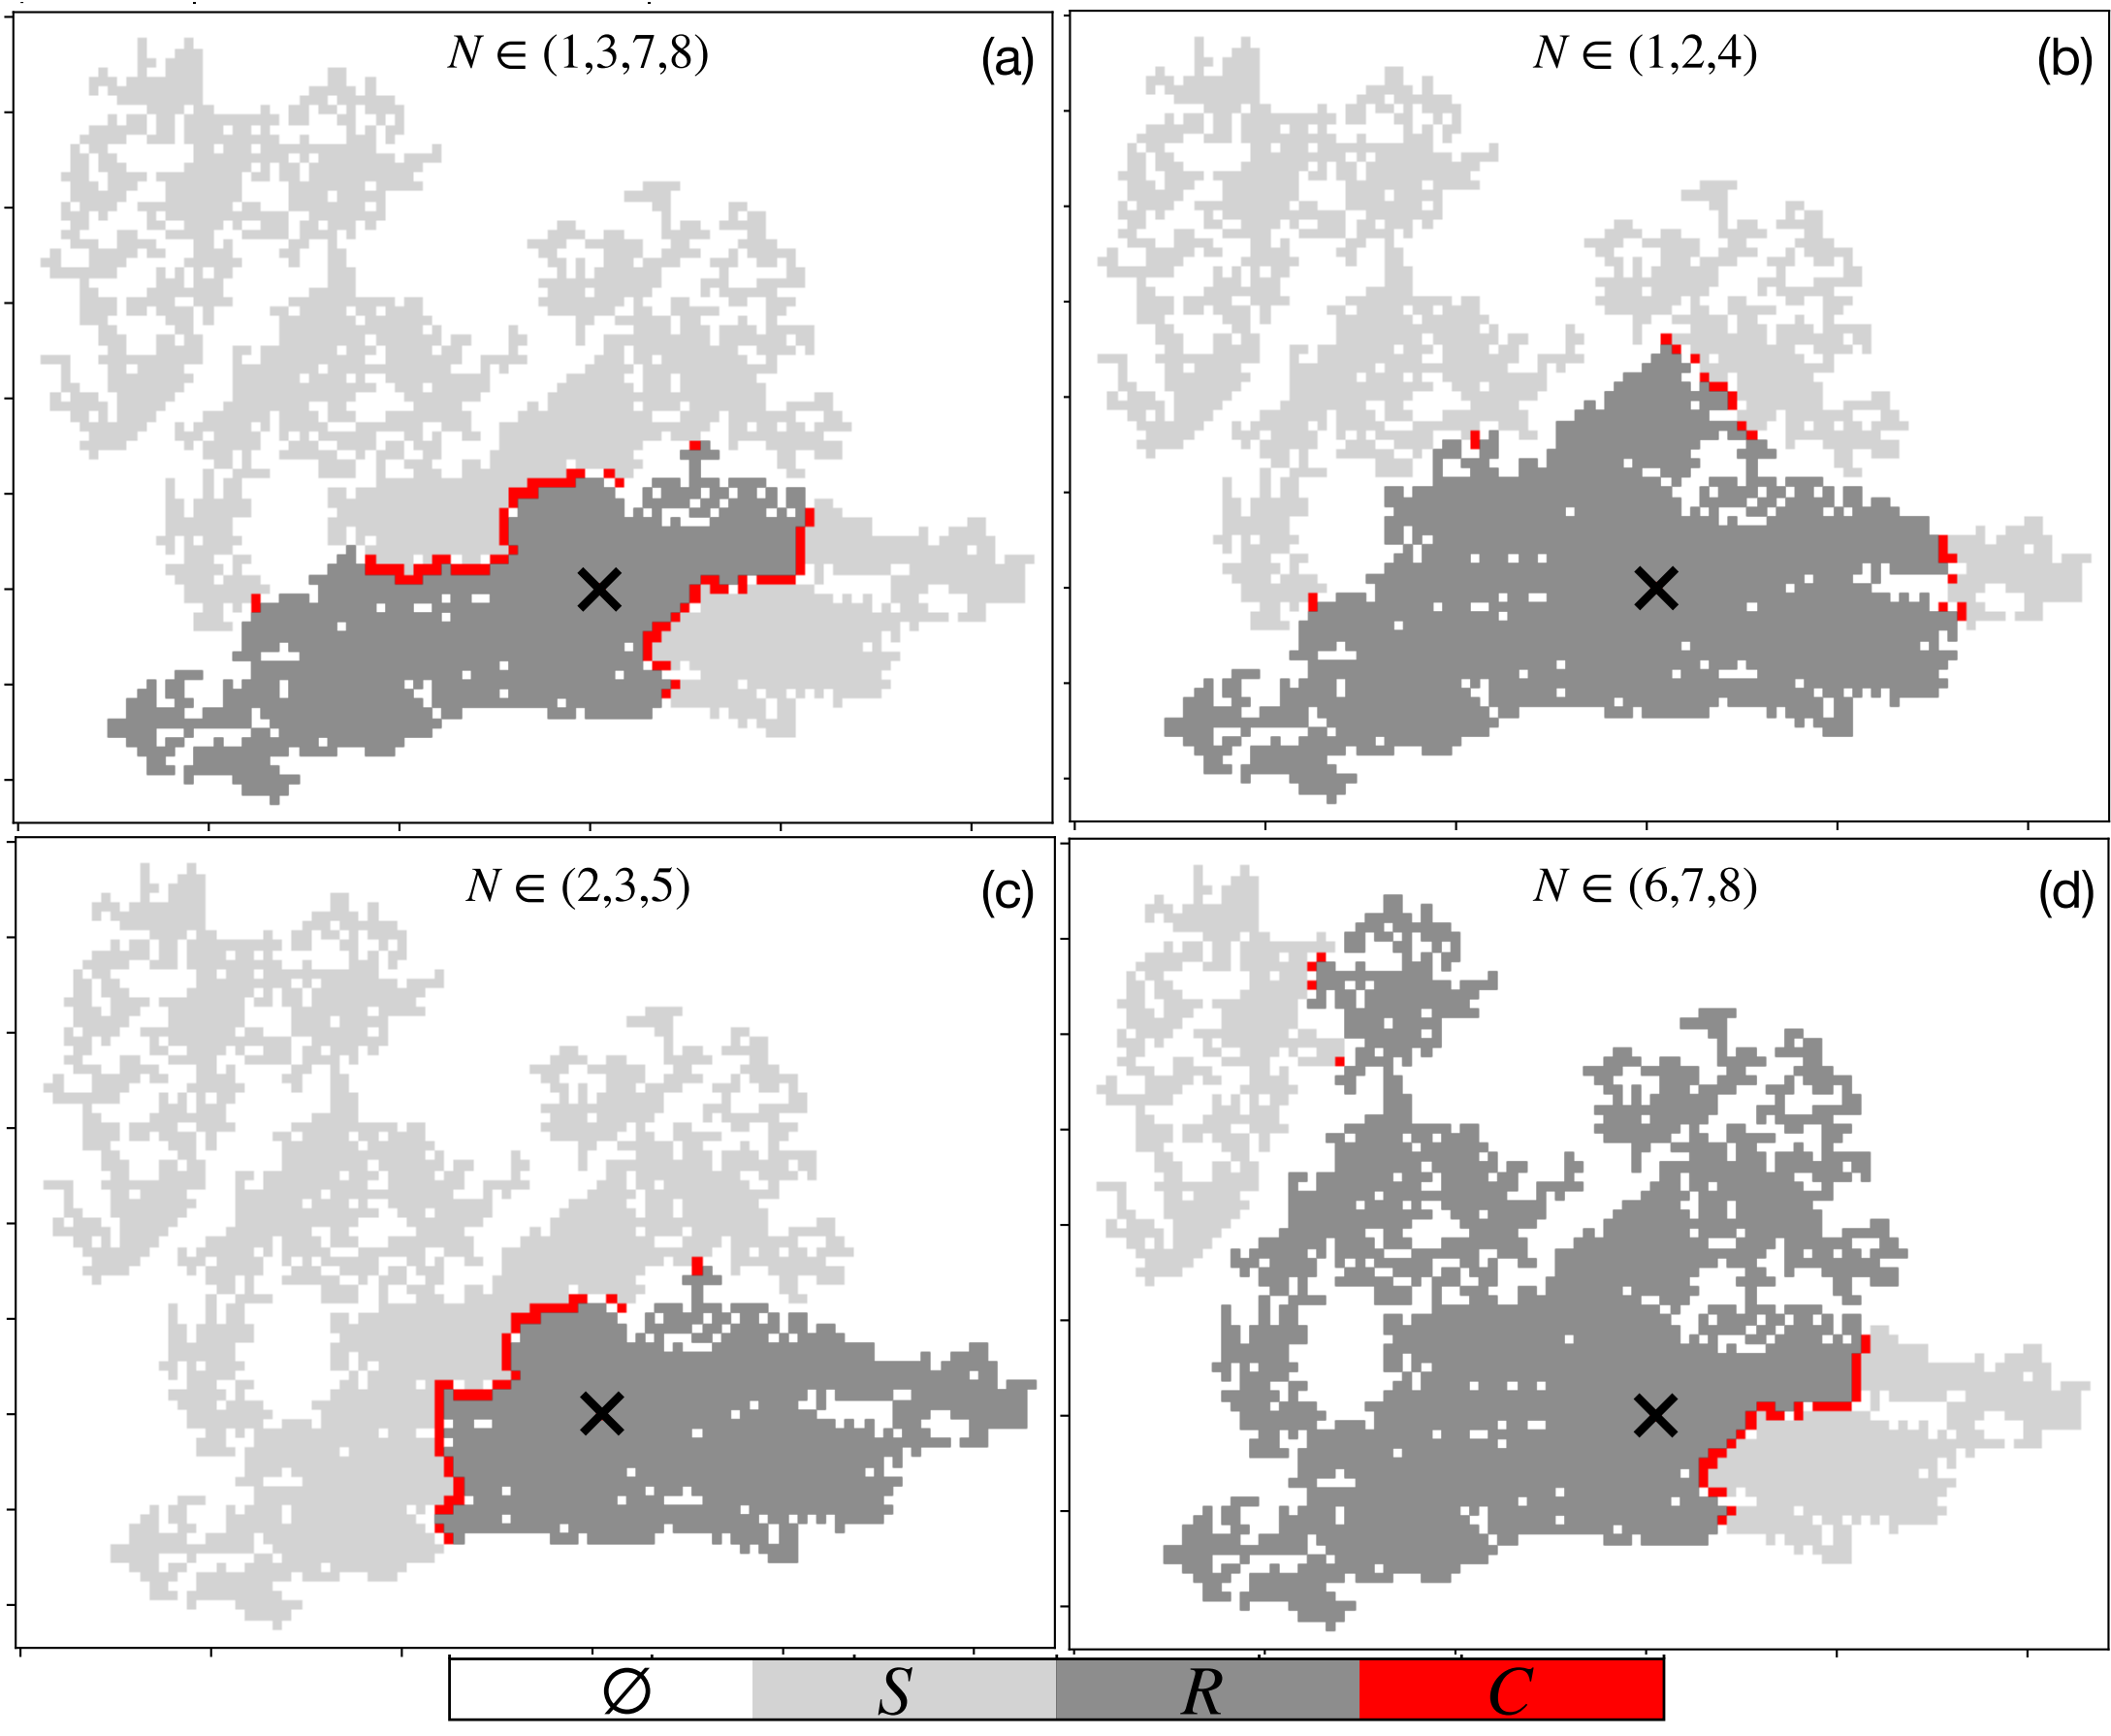 N ∈ (1,3,7,8) (a)
N ∈ (1,2,4) (b)
N ∈ (2,3,5) (c)
N ∈ (6,7,8) (d)
∅ S R C